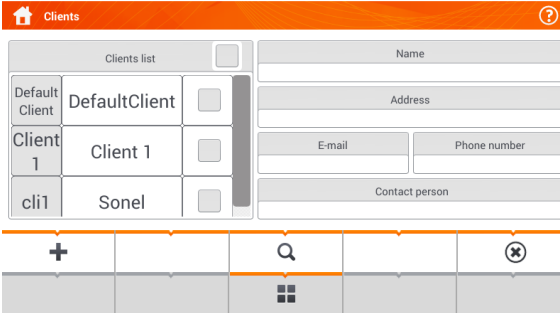 Clients
?
Clients list
Default
Client
DefaultClient
Client
1
Client 1
cli1
Sonel
Name
Address
E-mail
Phone number
Contact person